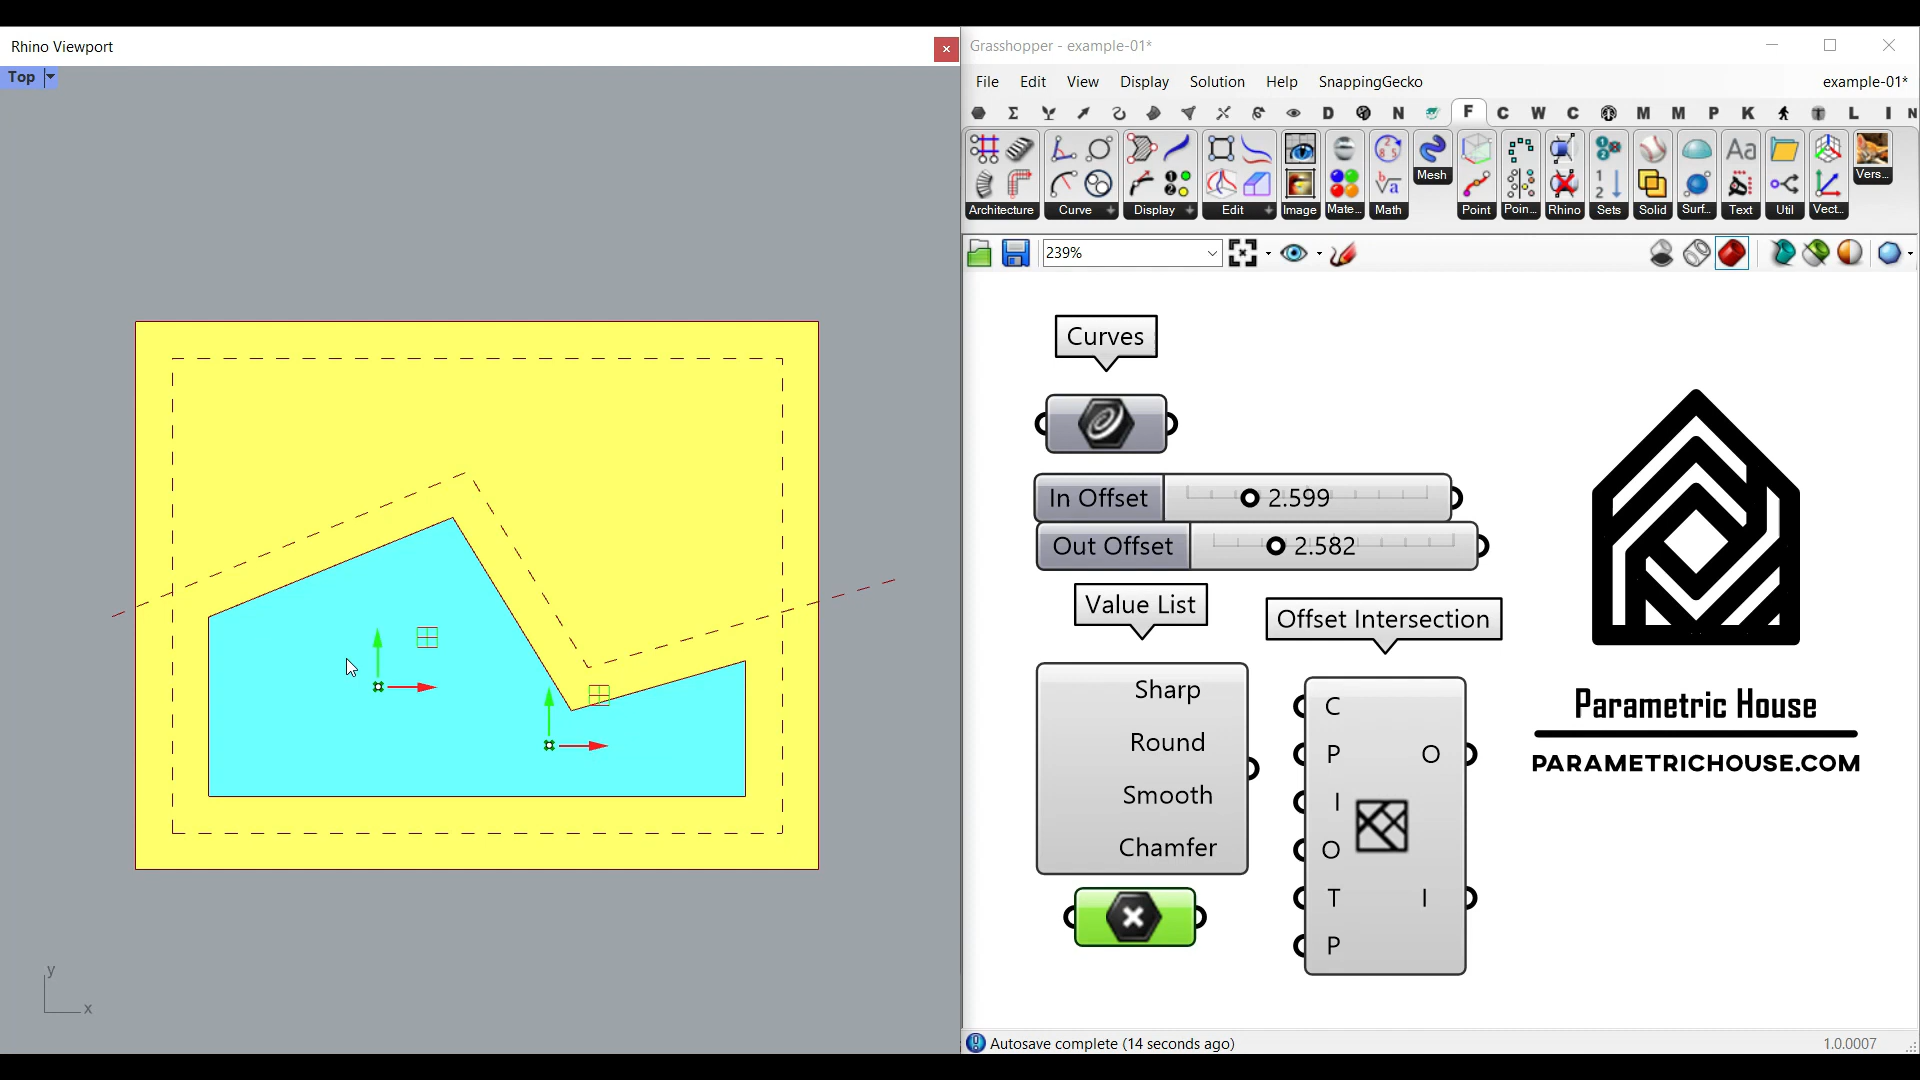 Rhino Viewport
Top
y
x
Grasshopper - example-01*
File Edit View Display Solution Help SnappingGecko example-01*
D N F C W C M M P K L I N
Architecture Curve Display Edit Image Mate... Math Mesh Point Poin... Rhino Sets Solid Surf... Text Util Vect... Vers...
239%
Curves
In Offset 2.599
Out Offset 2.582
Value List
Offset Intersection
Sharp
Round
Smooth
Chamfer
C
P O
I
O
T I
P
Parametric House
PARAMETRICHOUSE.COM
Autosave complete (14 seconds ago)
1.0.0007